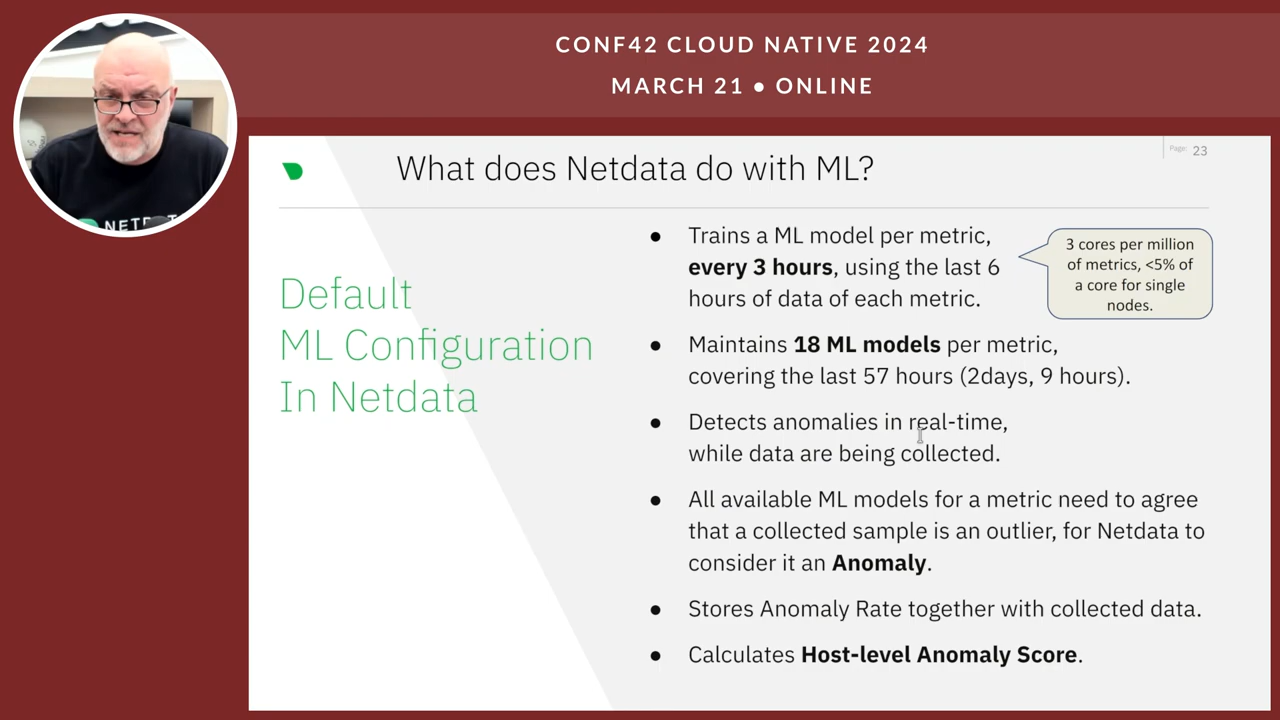 CONF42 CLOUD NATIVE 2024
MARCH 21 ● ONLINE
What does Netdata do with ML?
Page: 23
Default
ML Configuration
In Netdata
● Trains a ML model per metric,
every 3 hours, using the last 6
hours of data of each metric.
3 cores per million
of metrics, <5% of
a core for single
nodes.
● Maintains 18 ML models per metric,
covering the last 57 hours (2days, 9 hours).
● Detects anomalies in real-time,
while data are being collected.
● All available ML models for a metric need to agree
that a collected sample is an outlier, for Netdata to
consider it an Anomaly.
● Stores Anomaly Rate together with collected data.
● Calculates Host-level Anomaly Score.